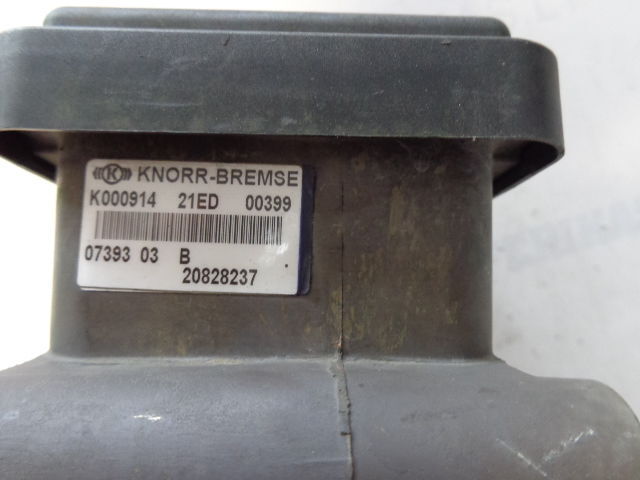 K KNORR-BREMSE
K000914 21ED 00399
07393 03 B
20828237